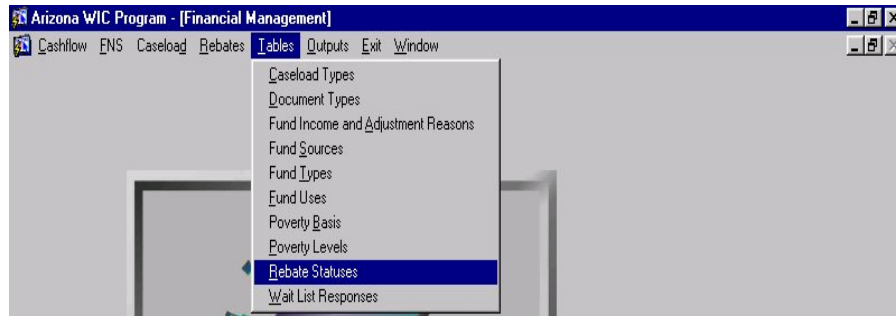 Arizona WIC Program - [Financial Management]
Cashflow FNS Caseload Rebates Tables Outputs Exit Window
Caseload Types
Document Types
Fund Income and Adjustment Reasons
Fund Sources
Fund Types
Fund Uses
Poverty Basis
Poverty Levels
Rebate Statuses
Wait List Responses